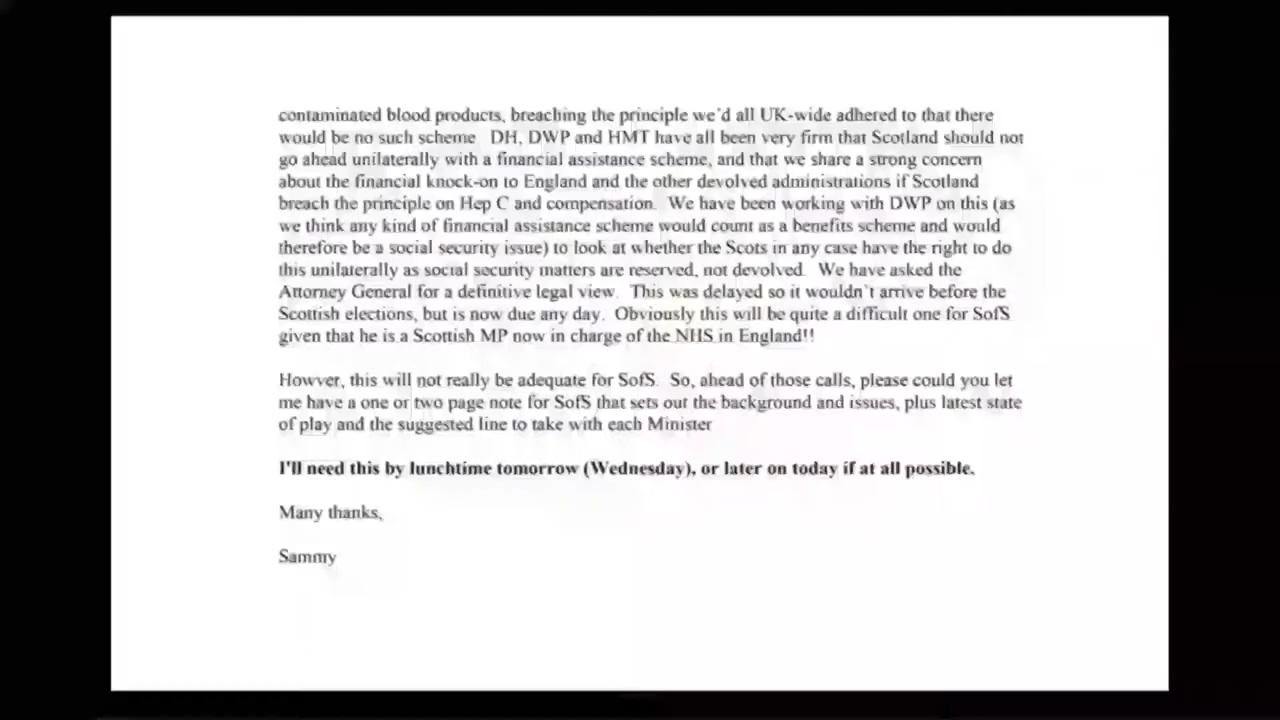 contaminated blood products, breaching the principle we'd all UK-wide adhered to that there
would be no such scheme  DH, DWP and HMT have all been very firm that Scotland should not
go ahead unilaterally with a financial assistance scheme, and that we share a strong concern
about the financial knock-on to England and the other devolved administrations if Scotland
breach the principle on Hep C and compensation.  We have been working with DWP on this (as
we think any kind of financial assistance scheme would count as a benefits scheme and would
therefore be a social security issue) to look at whether the Scots in any case have the right to do
this unilaterally as social security matters are reserved, not devolved.  We have asked the
Attorney General for a definitive legal view.  This was delayed so it wouldn't arrive before the
Scottish elections, but is now due any day.  Obviously this will be quite a difficult one for SofS
given that he is a Scottish MP now in charge of the NHS in England!!
Howver, this will not really be adequate for SofS.  So, ahead of those calls, please could you let
me have a one or two page note for SofS that sets out the background and issues, plus latest state
of play and the suggested line to take with each Minister
I'll need this by lunchtime tomorrow (Wednesday), or later on today if at all possible.
Many thanks,
Sammy